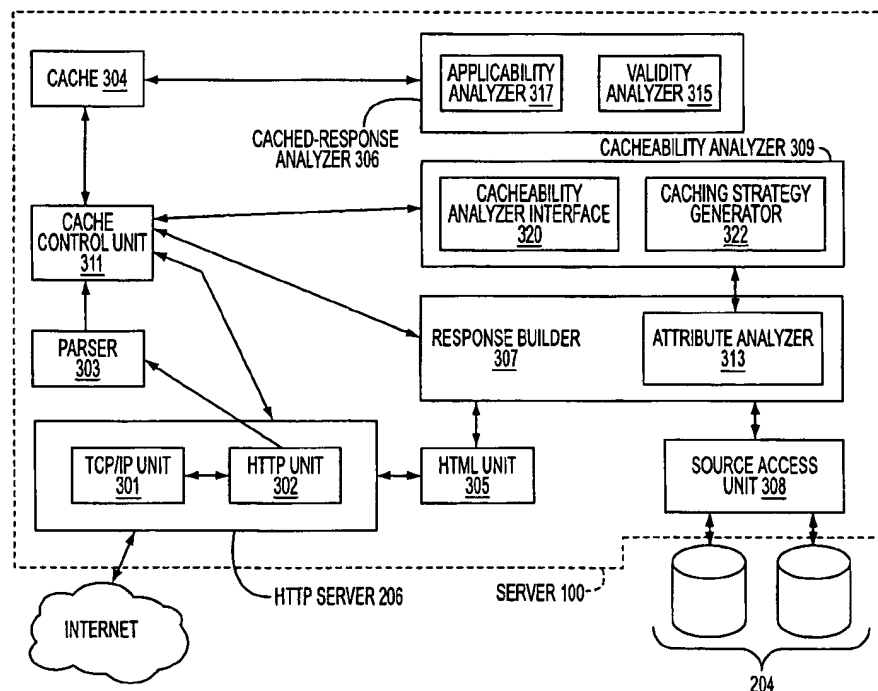 CACHE 304
APPLICABILITY
ANALYZER 317
VALIDITY
ANALYZER 315
CACHED-RESPONSE
ANALYZER 306
CACHEABILITY ANALYZER 309
CACHEABILITY
ANALYZER INTERFACE
320
CACHING STRATEGY
GENERATOR
322
CACHE
CONTROL UNIT
311
PARSER
303
RESPONSE BUILDER
307
ATTRIBUTE ANALYZER
313
TCP/IP UNIT
301
HTTP UNIT
302
HTML UNIT
305
SOURCE ACCESS
UNIT 308
HTTP SERVER 206
SERVER 100
INTERNET
204